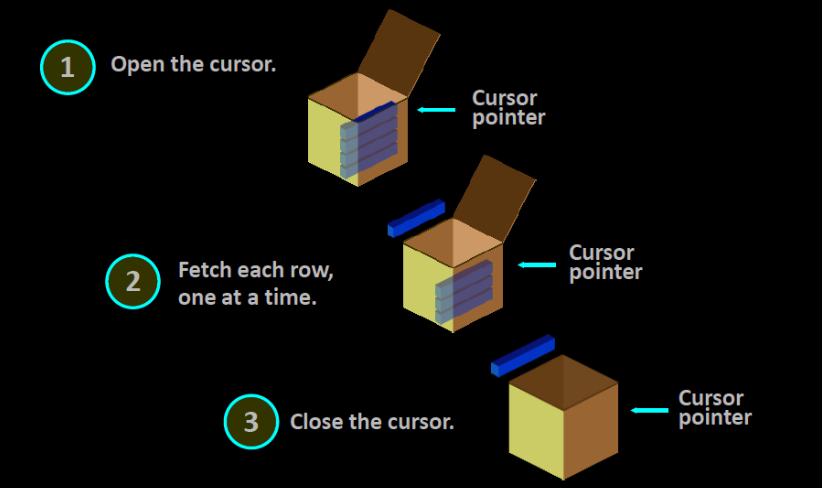 1
Open the cursor.
Cursor
pointer
2
Fetch each row,
one at a time.
Cursor
pointer
3
Close the cursor.
Cursor
pointer